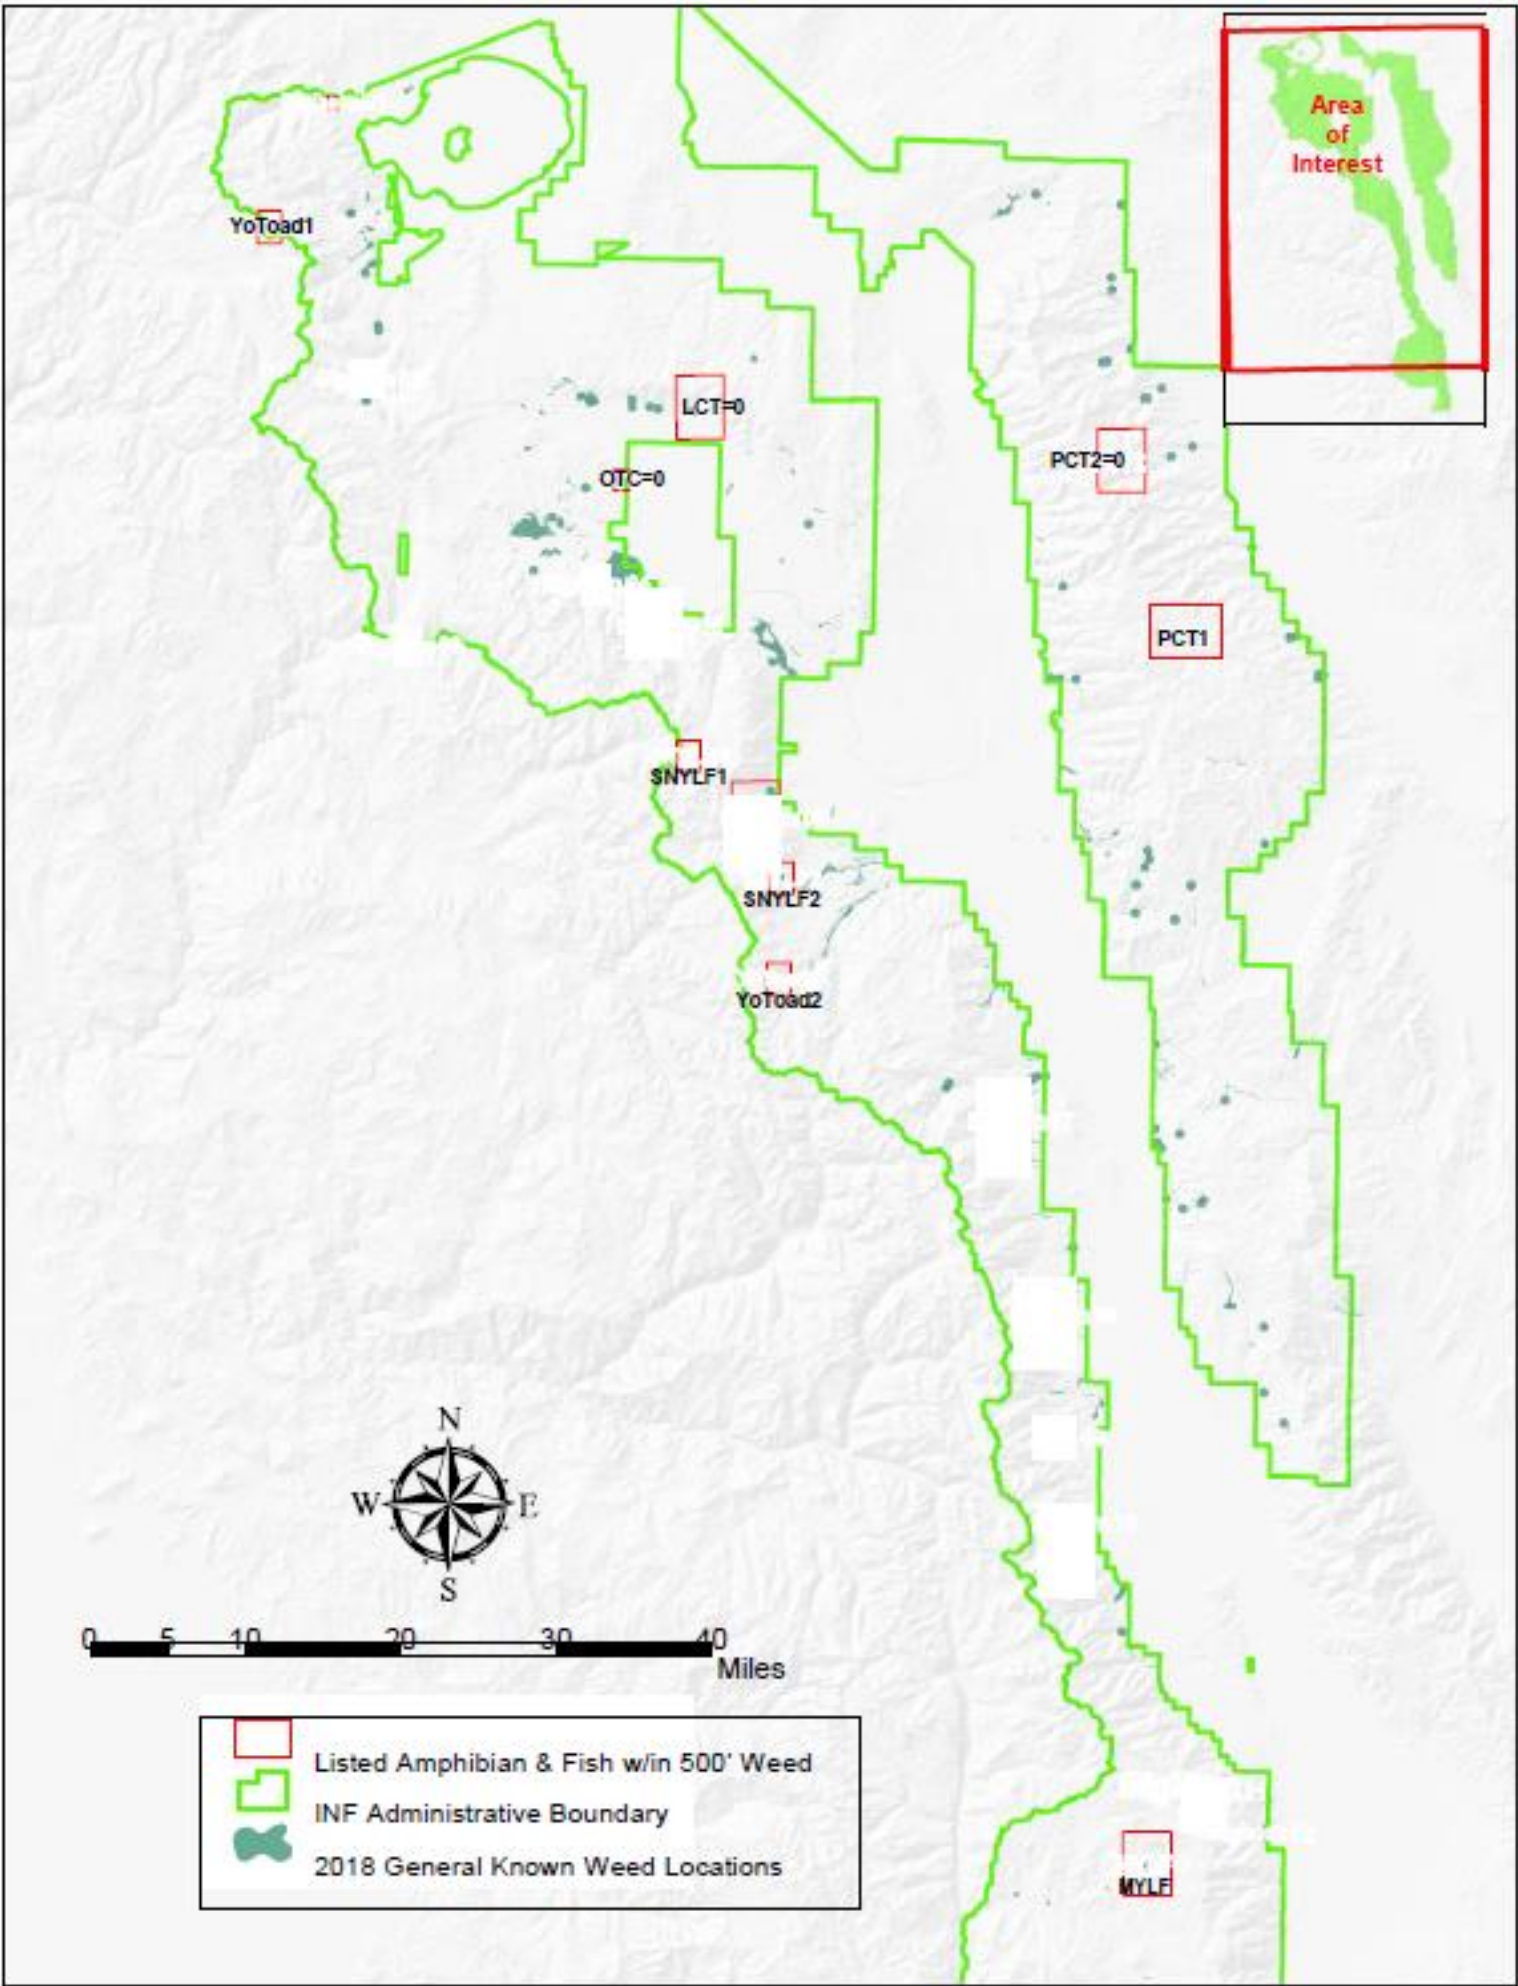 Area
of
Interest
YoToad1
LCT=0
PCT2=0
OTC=0
PCT1
SNYLF1
SNYLF2
YoToad2
N
W
E
S
0 5 10 20 30 40
Miles
Listed Amphibian & Fish w/in 500' Weed
INF Administrative Boundary
2018 General Known Weed Locations
MYLF